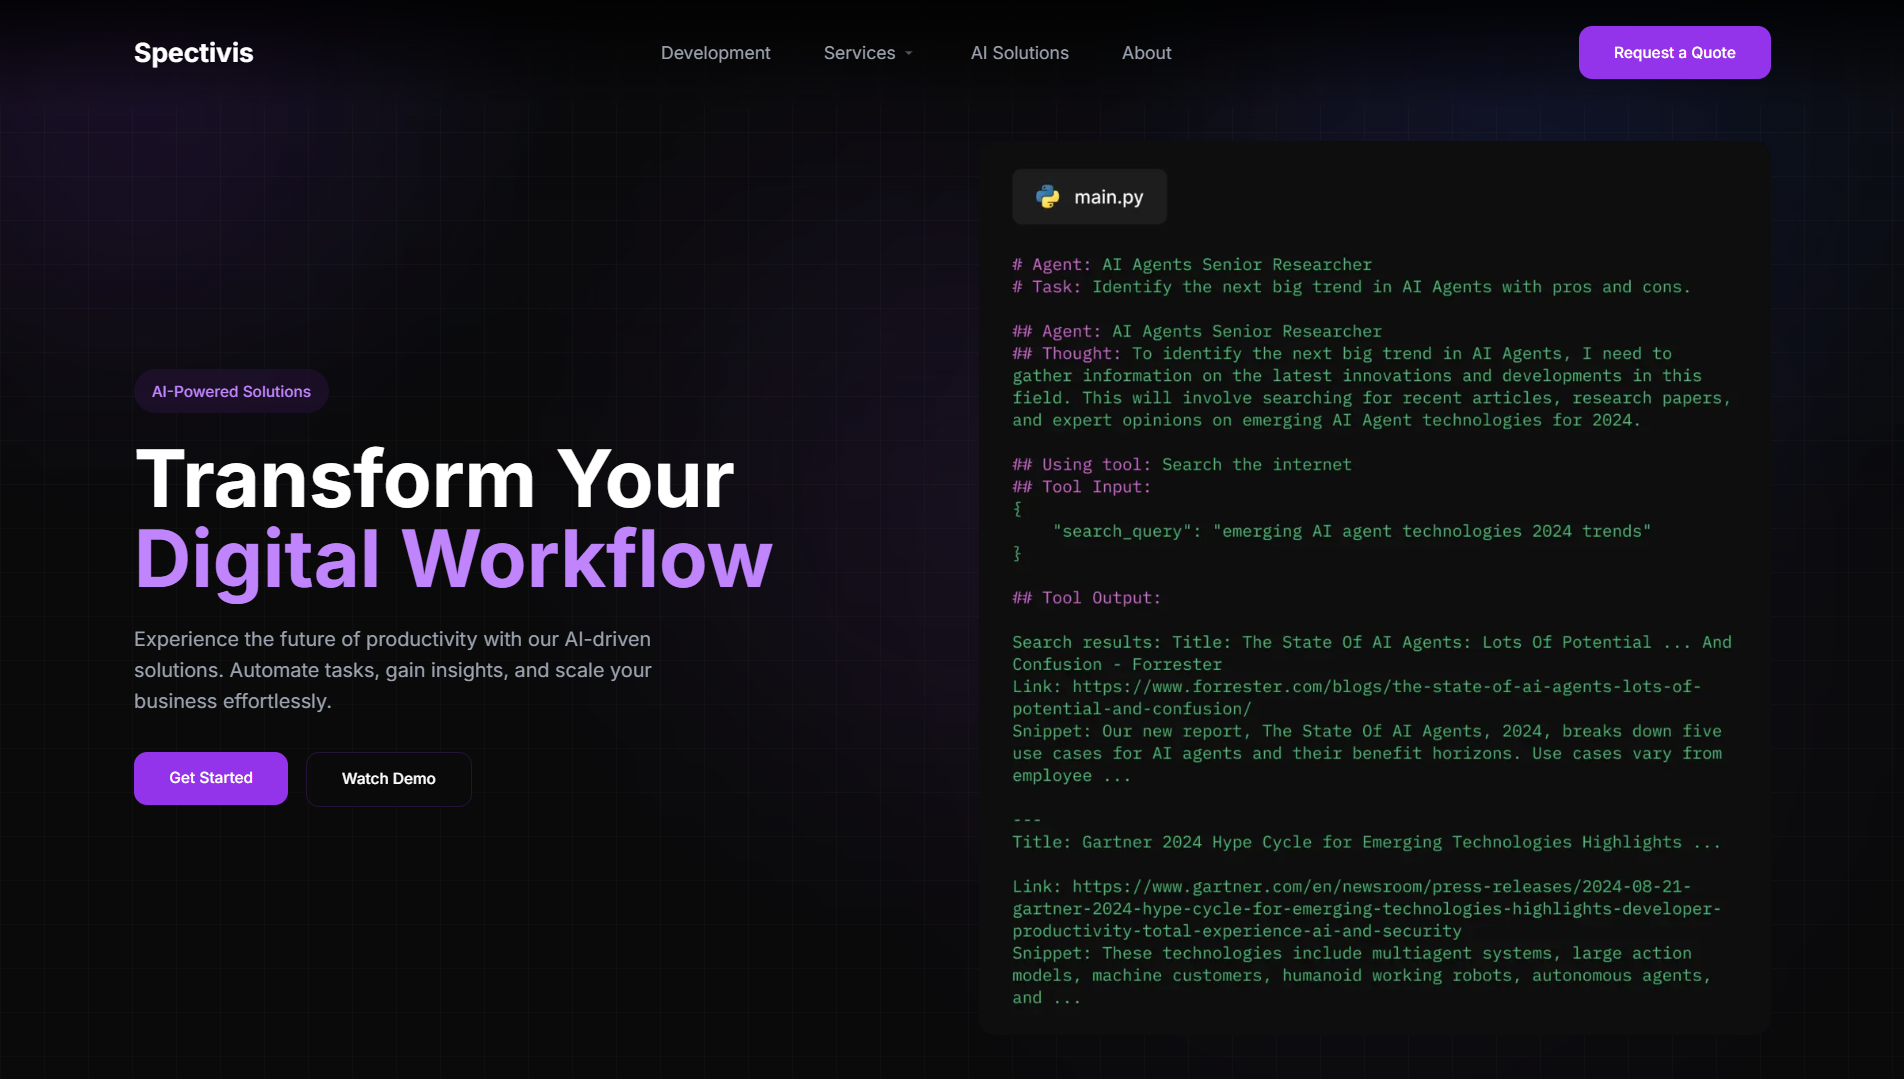 Spectivis
Development
Services
AI Solutions
About
Request a Quote
AI-Powered Solutions
Transform Your
Digital Workflow
Experience the future of productivity with our AI-driven
solutions. Automate tasks, gain insights, and scale your
business effortlessly.
Get Started
Watch Demo
main.py
# Agent: AI Agents Senior Researcher
# Task: Identify the next big trend in AI Agents with pros and cons.
## Agent: AI Agents Senior Researcher
## Thought: To identify the next big trend in AI Agents, I need to
gather information on the latest innovations and developments in this
field. This will involve searching for recent articles, research papers,
and expert opinions on emerging AI Agent technologies for 2024.
## Using tool: Search the internet
## Tool Input:
{
    "search_query": "emerging AI agent technologies 2024 trends"
}
## Tool Output:
Search results: Title: The State Of AI Agents: Lots Of Potential ... And
Confusion - Forrester
Link: https://www.forrester.com/blogs/the-state-of-ai-agents-lots-of-
potential-and-confusion/
Snippet: Our new report, The State Of AI Agents, 2024, breaks down five
use cases for AI agents and their benefit horizons. Use cases vary from
employee ...
---
Title: Gartner 2024 Hype Cycle for Emerging Technologies Highlights ...
Link: https://www.gartner.com/en/newsroom/press-releases/2024-08-21-
gartner-2024-hype-cycle-for-emerging-technologies-highlights-developer-
productivity-total-experience-ai-and-security
Snippet: These technologies include multiagent systems, large action
models, machine customers, humanoid working robots, autonomous agents,
and ...